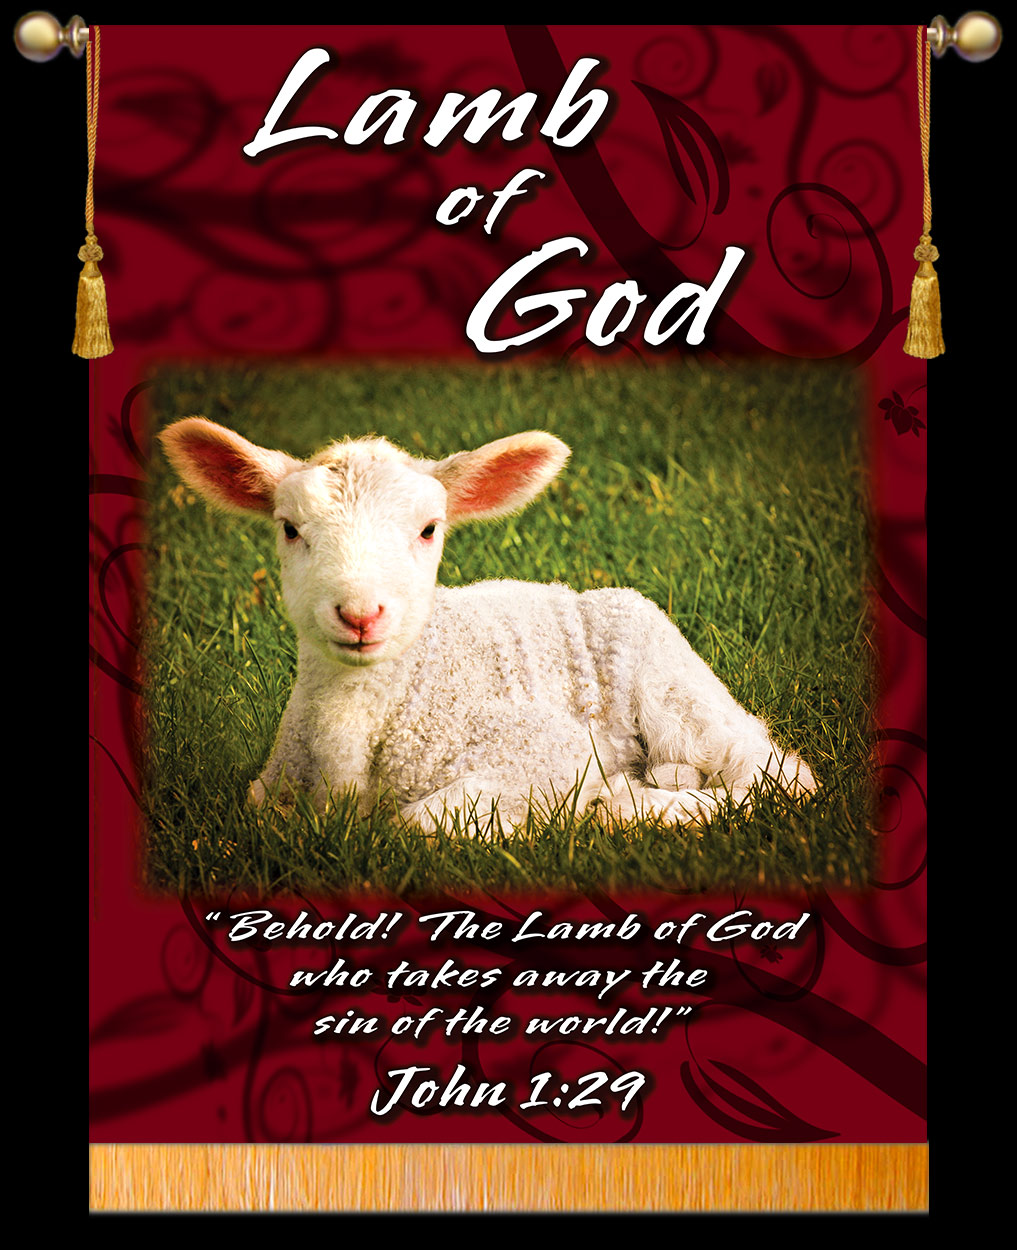 Lamb
of
God
“Behold! The Lamb of God
who takes away the
sin of the world!”
John 1:29